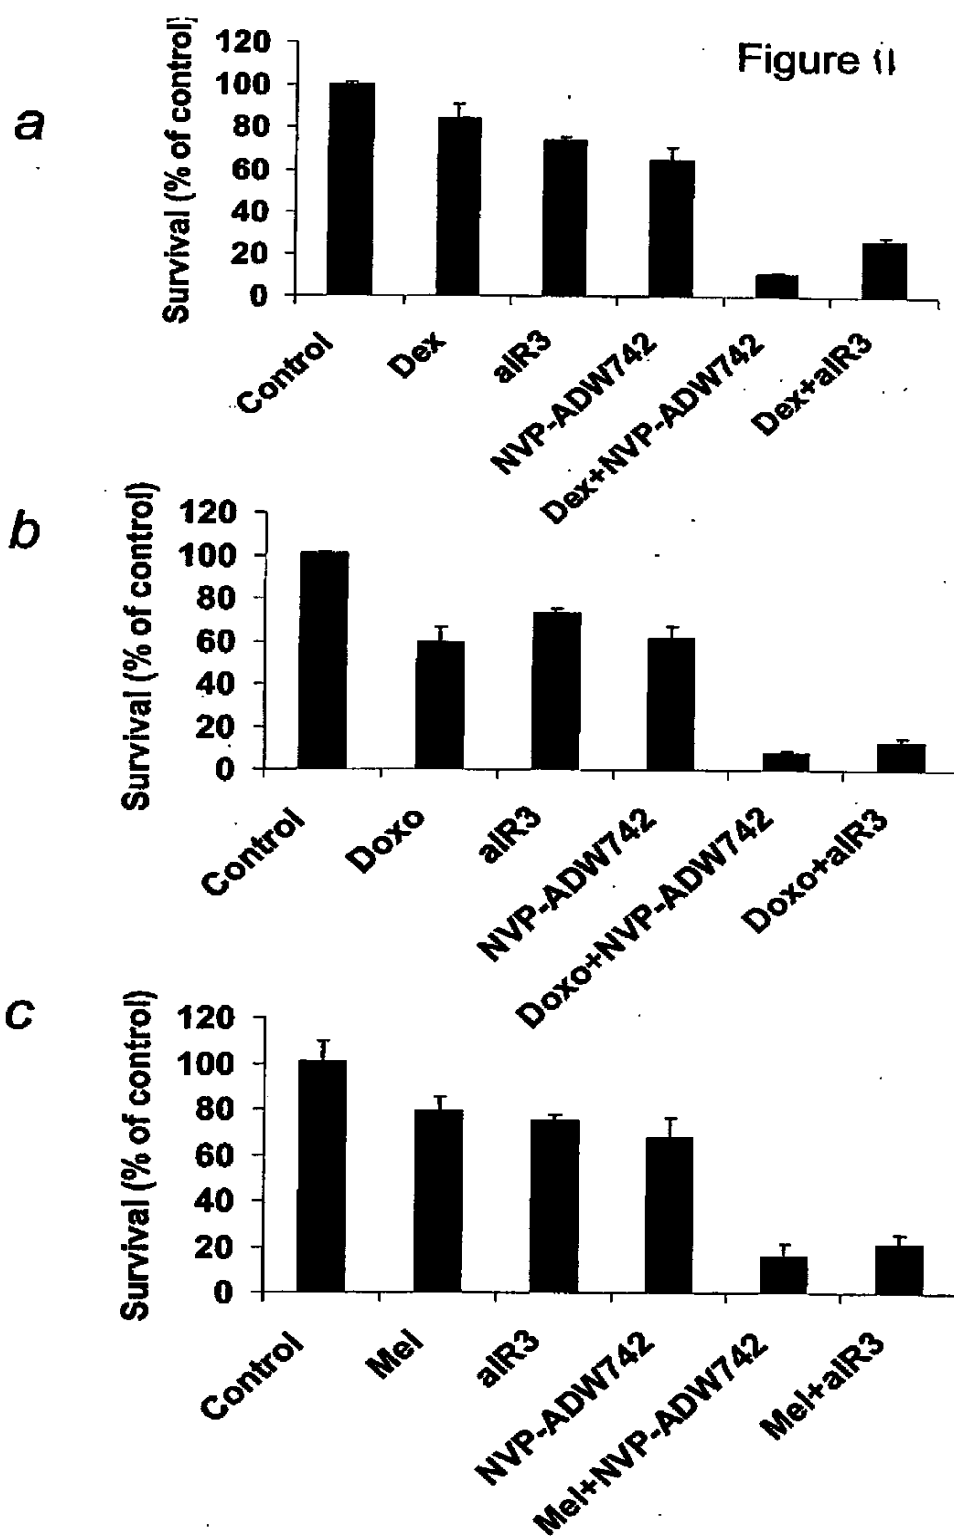 Figure 11
a
Survival (% of control)
120
100
80
60
40
20
0
Control
Dex
aIR3
NVP-ADW742
Dex+NVP-ADW742
Dex+aIR3
b
Survival (% of control)
120
100
80
60
40
20
0
Control
Doxo
aIR3
NVP-ADW742
Doxo+NVP-ADW742
Doxo+aIR3
c
Survival (% of control)
120
100
80
60
40
20
0
Control
Mel
aIR3
NVP-ADW742
Mel+NVP-ADW742
Mel+aIR3